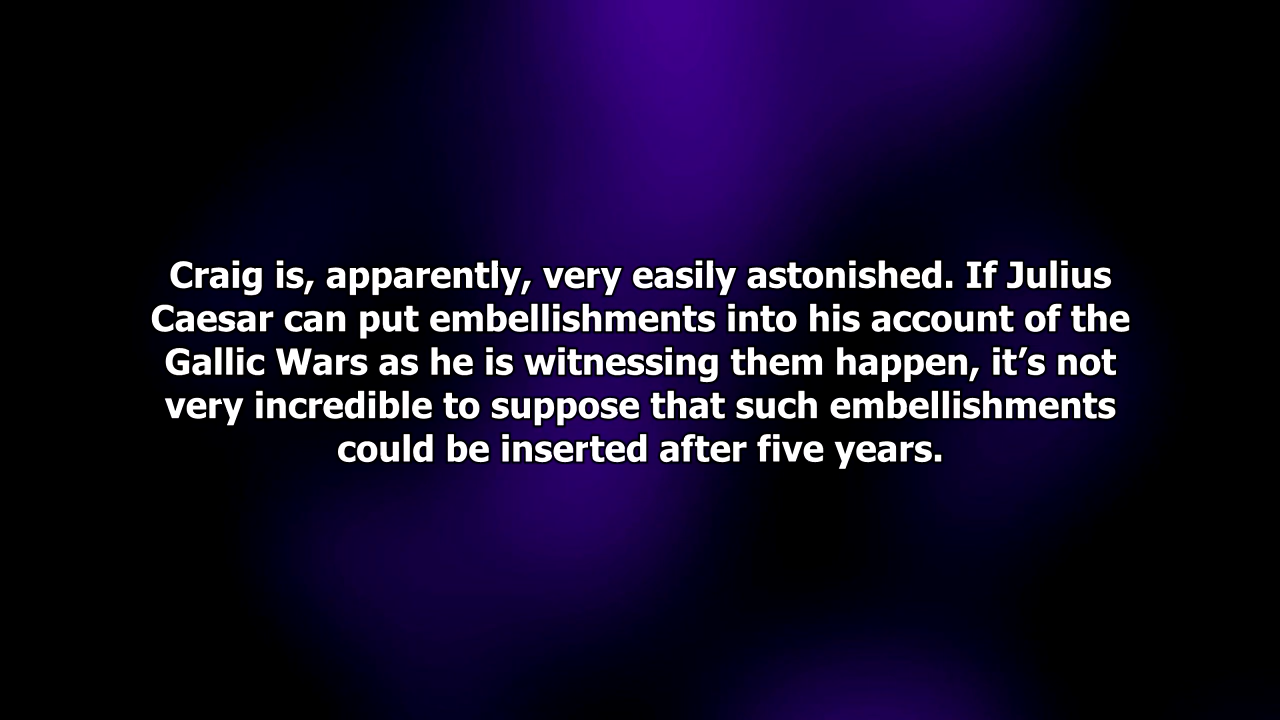 Craig is, apparently, very easily astonished. If Julius
Caesar can put embellishments into his account of the
Gallic Wars as he is witnessing them happen, it’s not
very incredible to suppose that such embellishments
could be inserted after five years.